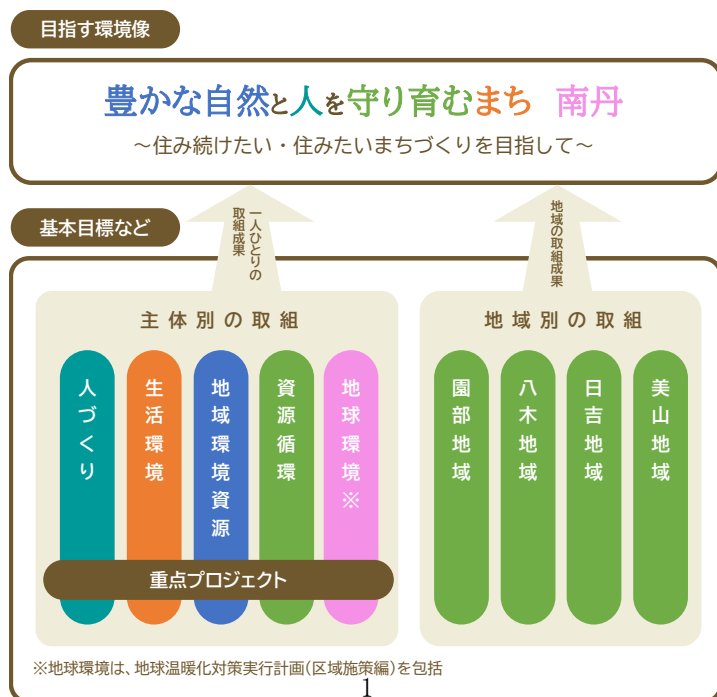 目指す環境像
豊かな自然と人を守り育むまち　南丹
～住み続けたい・住みたいまちづくりを目指して～
基本目標など
一人ひとりの
取組成果
地域の取組成果
主体別の取組
地域別の取組
人づくり
生活環境
地域環境資源
資源循環
地球環境※
園部地域
八木地域
日吉地域
美山地域
重点プロジェクト
※地球環境は、地球温暖化対策実行計画(区域施策編)を包括
1